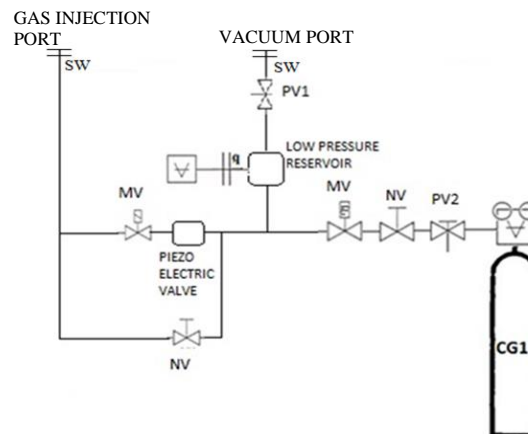 GAS INJECTION
PORT
VACUUM PORT
SW
SW
PV1
LOW PRESSURE
RESERVOIR
q
MV
MV
NV
PV2
PIEZO
ELECTRIC
VALVE
NV
CG1